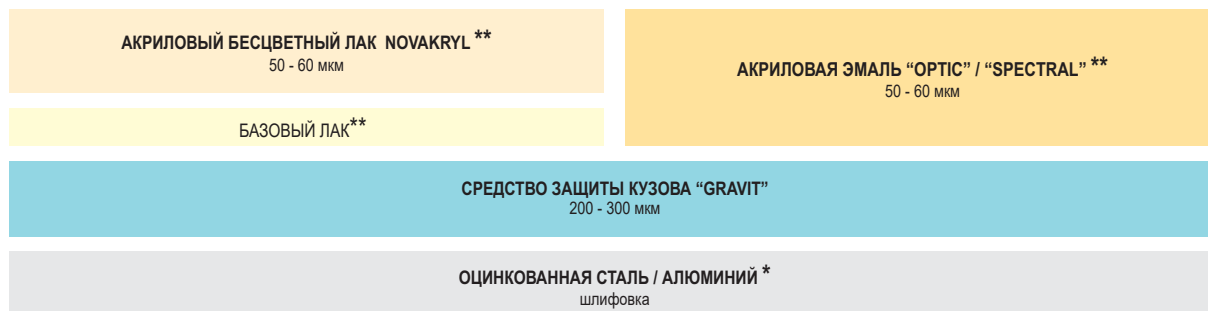 АКРИЛОВЫЙ БЕСЦВЕТНЫЙ ЛАК NOVAKRYL **
50 - 60 мкм
БАЗОВЫЙ ЛАК**
АКРИЛОВАЯ ЭМАЛЬ “OPTIC” / “SPECTRAL” **
50 - 60 мкм
СРЕДСТВО ЗАЩИТЫ КУЗОВА “GRAVIT”
200 - 300 мкм
ОЦИНКОВАННАЯ СТАЛЬ / АЛЮМИНИЙ *
шлифовка